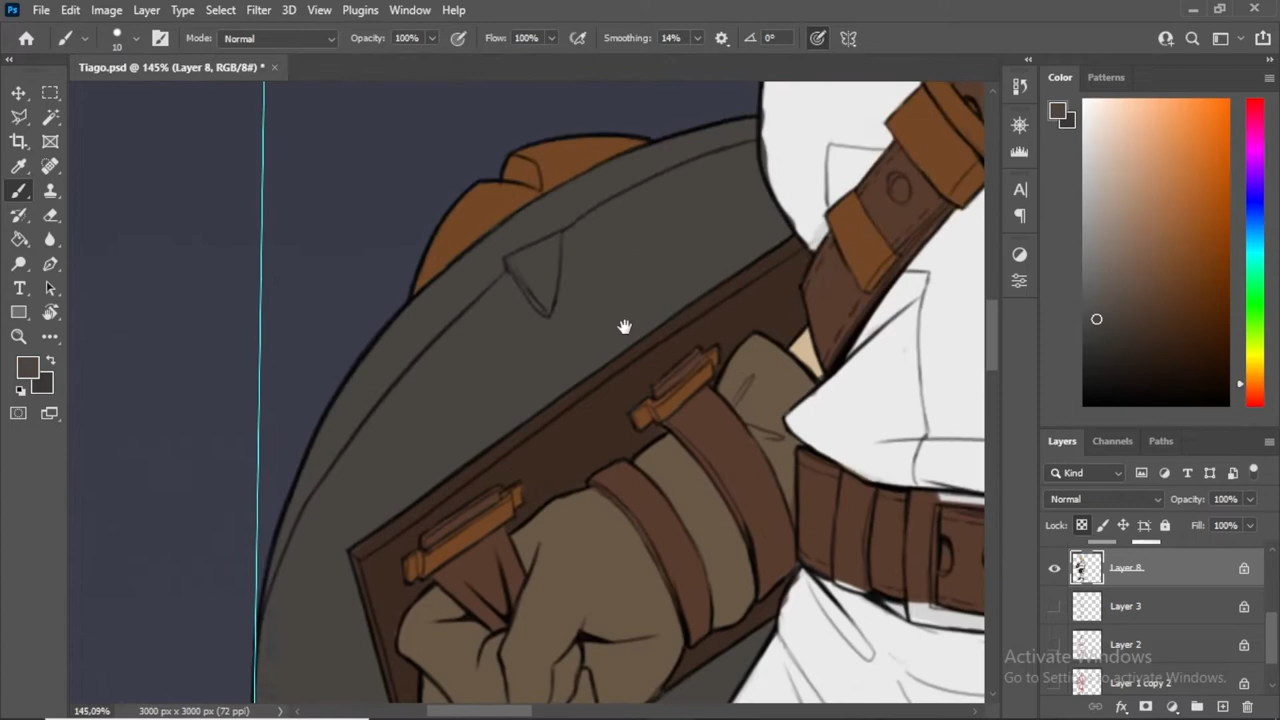 Ps File Edit Image Layer Type Select Filter 3D View Plugins Window Help
10 Mode: Normal Opacity: 100% Flow: 100% Smoothing: 14% 0°
Tiago.psd @ 145% (Layer 8, RGB/8#) * ×
Color Patterns
Layers Channels Paths
Kind
Normal Opacity: 100%
Lock: Fill: 100%
Layer 8
Layer 3
Layer 2
Layer 1 copy 2
Activate Windows
Go to Settings to activate Windows.
145,09% 3000 px x 3000 px (72 ppi)